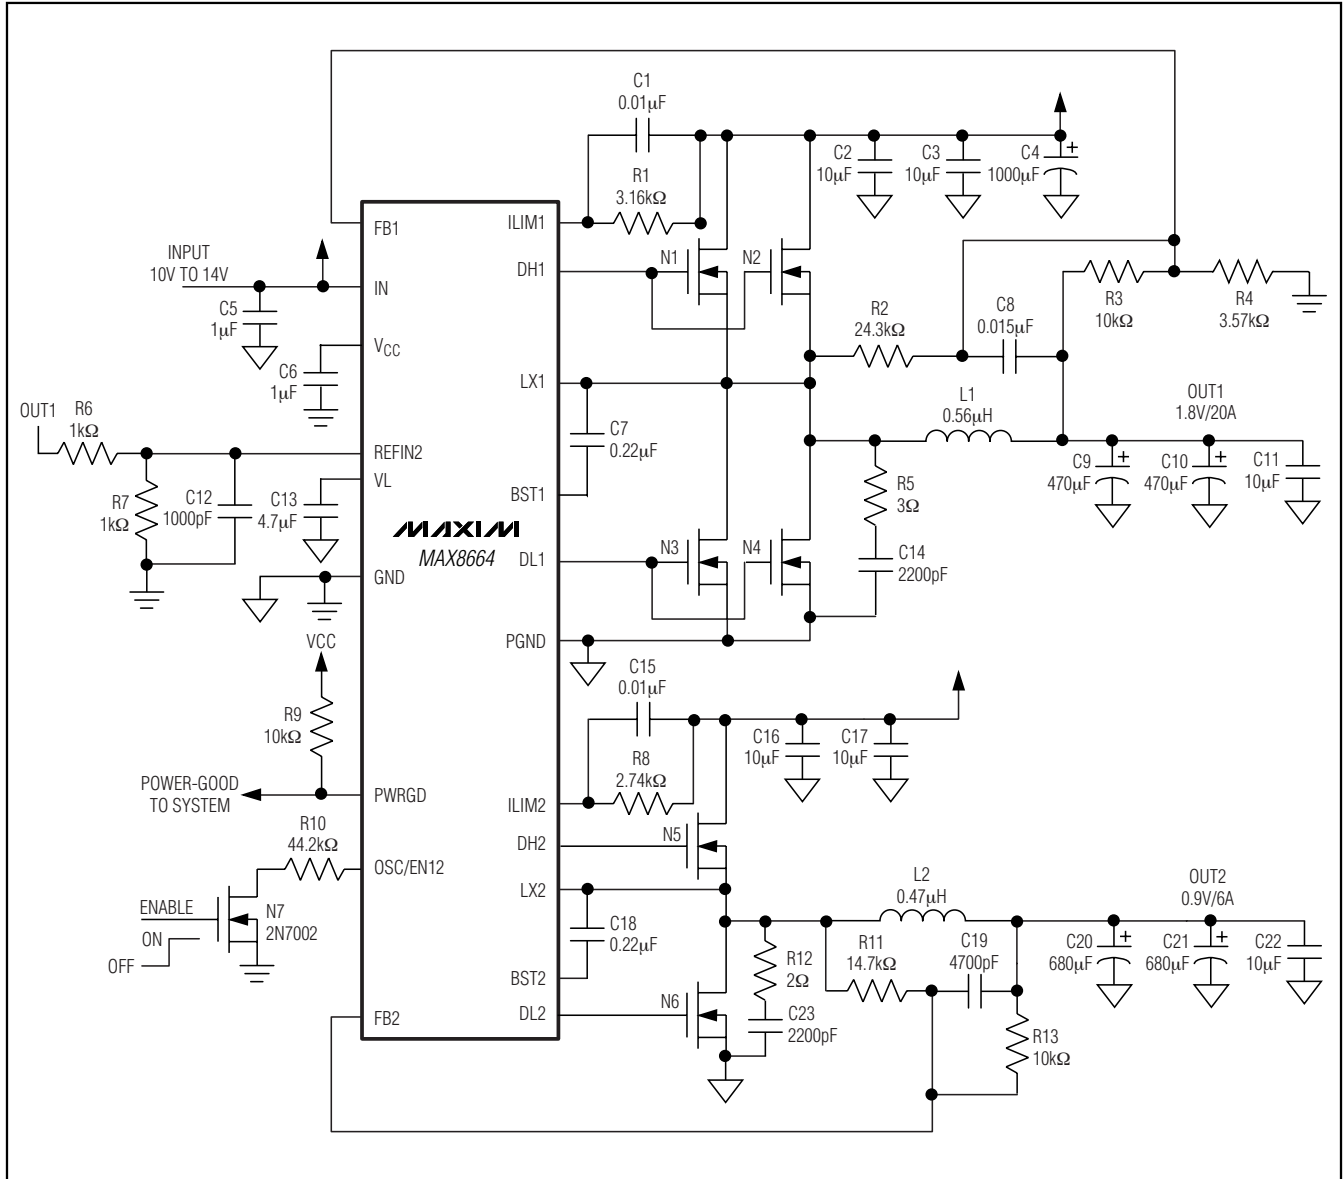 C1
0.01µF
R1
3.16kΩ
C2
10µF
C3
10µF
C4
1000µF
+
FB1
ILIM1
INPUT
10V TO 14V
IN
DH1
N1
N2
C5
1µF
R3
10kΩ
R4
3.57kΩ
R2
24.3kΩ
C8
0.015µF
VCC
C6
1µF
LX1
L1
0.56µH
OUT1
1.8V/20A
OUT1
R6
1kΩ
C7
0.22µF
REFIN2
C9
470µF
+
C10
470µF
+
C11
10µF
VL
R7
1kΩ
C12
1000pF
C13
4.7µF
BST1
R5
3Ω
MAXIM
MAX8664
DL1
N3
N4
C14
2200pF
GND
PGND
VCC
C15
0.01µF
R9
10kΩ
R8
2.74kΩ
C16
10µF
C17
10µF
POWER-GOOD
TO SYSTEM
PWRGD
ILIM2
R10
44.2kΩ
DH2
N5
OSC/EN12
LX2
L2
0.47µH
OUT2
0.9V/6A
ENABLE
N7
2N7002
ON
OFF
C18
0.22µF
R12
2Ω
R11
14.7kΩ
C19
4700pF
C20
680µF
+
C21
680µF
+
C22
10µF
BST2
FB2
DL2
N6
C23
2200pF
R13
10kΩ